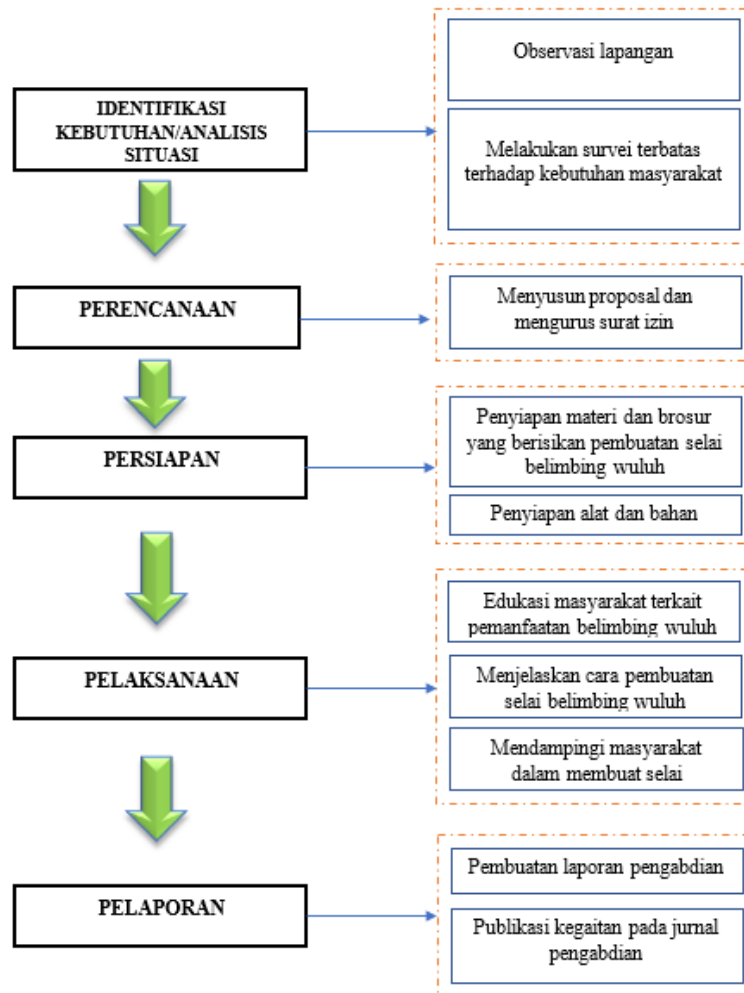 IDENTIFIKASI
KEBUTUHAN/ANALISIS
SITUASI
Observasi lapangan
Melakukan survei terbatas
terhadap kebutuhan masyarakat
PERENCANAAN
Menyusun proposal dan
mengurus surat izin
PERSIAPAN
Penyiapan materi dan brosur
yang berisikan pembuatan selai
belimbing wuluh
Penyiapan alat dan bahan
PELAKSANAAN
Edukasi masyarakat terkait
pemanfaatan belimbing wuluh
Menjelaskan cara pembuatan
selai belimbing wuluh
Mendampingi masyarakat
dalam membuat selai
PELAPORAN
Pembuatan laporan pengabdian
Publikasi kegaitan pada jurnal
pengabdian